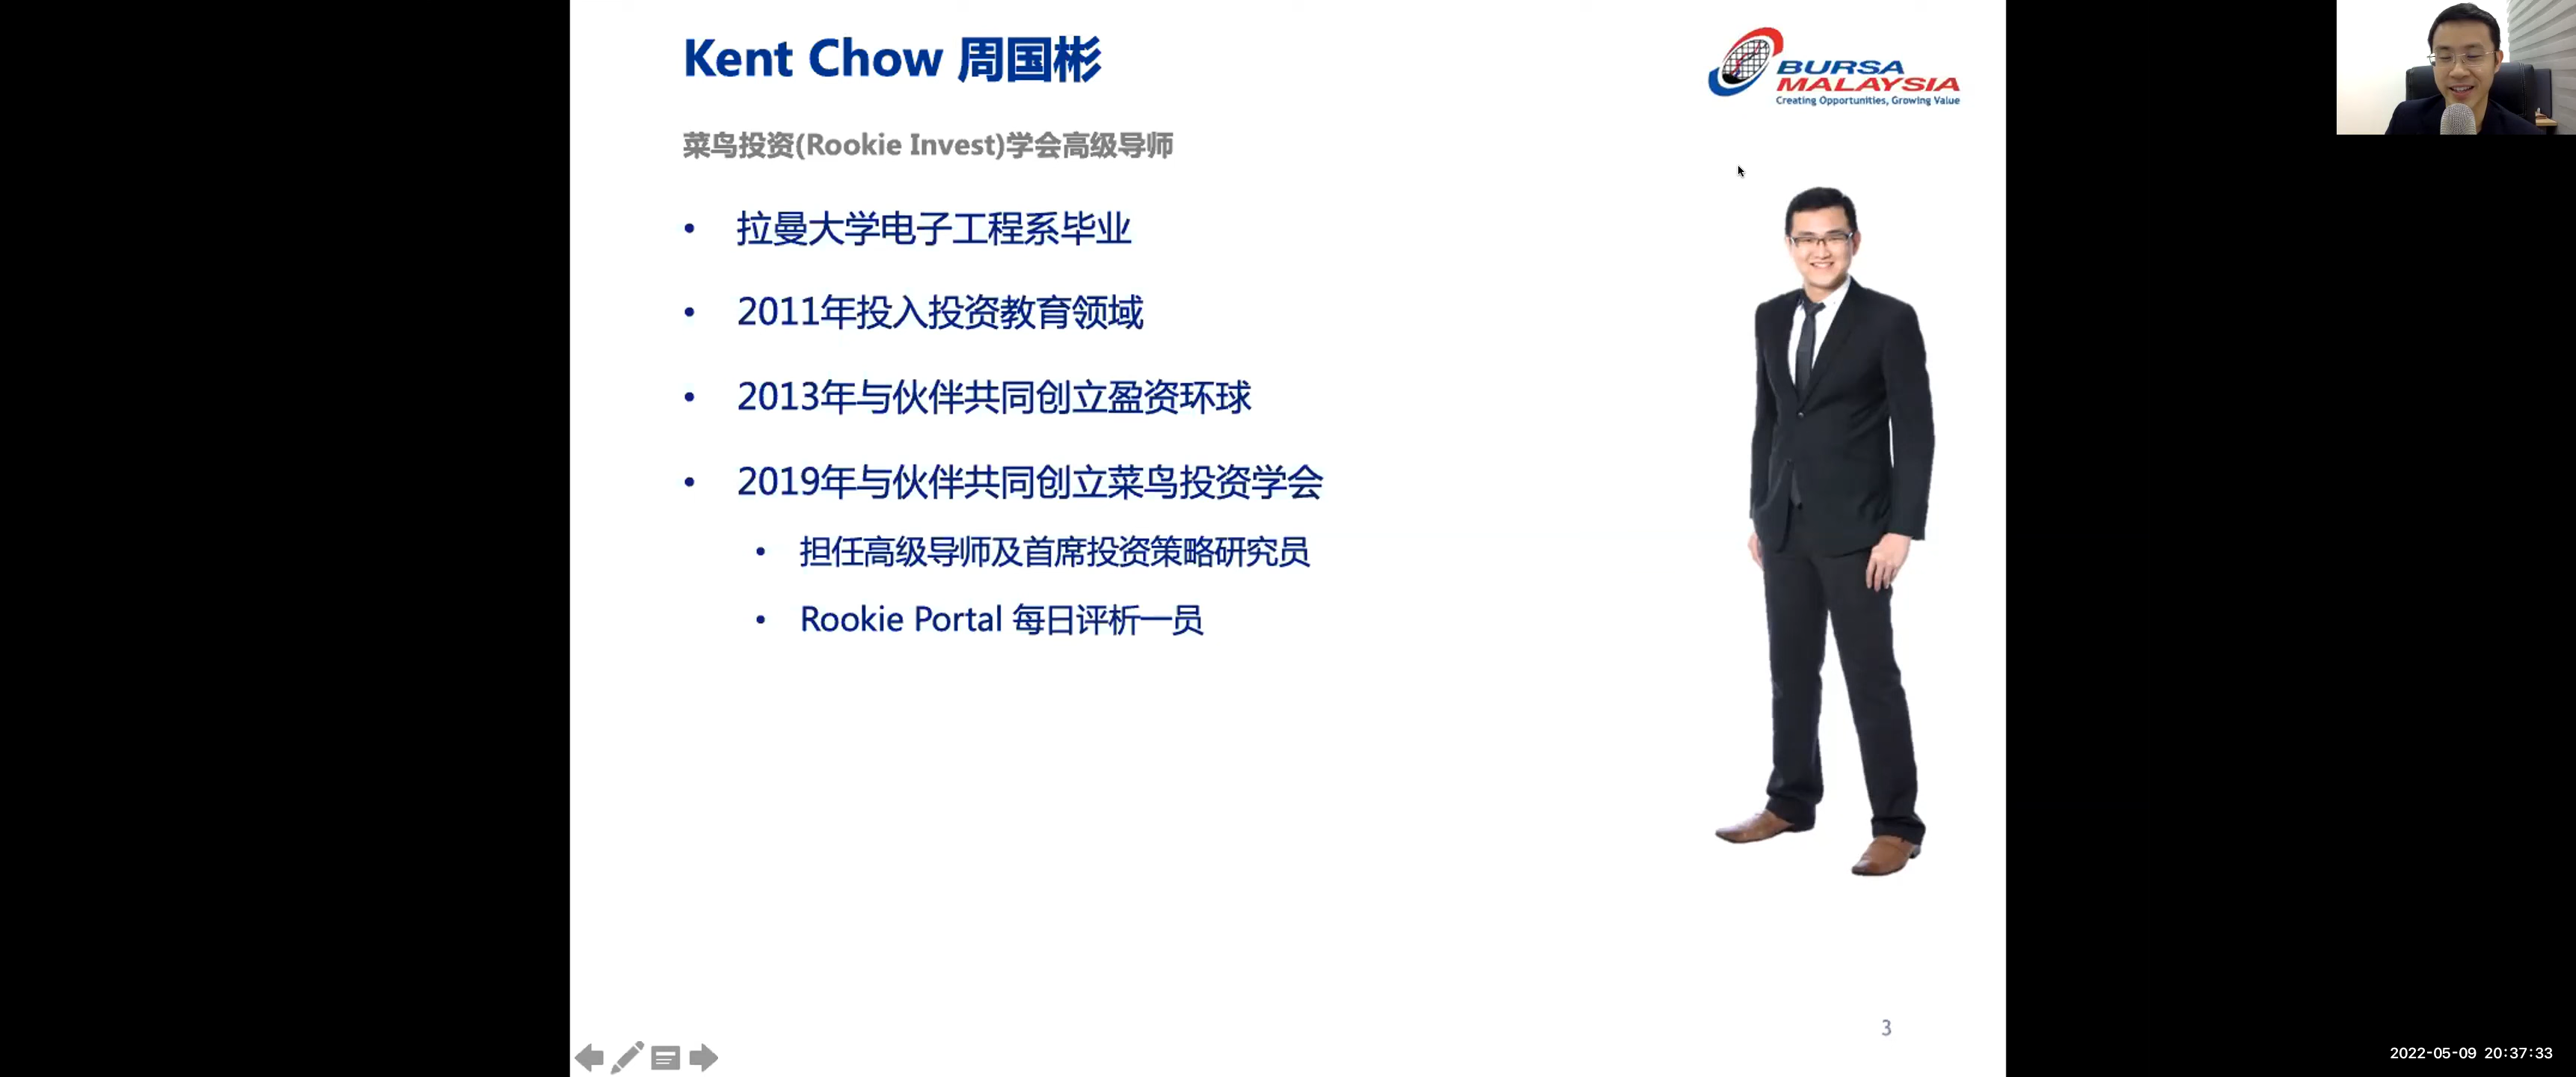 Kent Chow 周国彬
BURSA
MALAYSIA
Creating Opportunities, Growing Value
菜鸟投资(Rookie Invest)学会高级导师
• 拉曼大学电子工程系毕业
• 2011年投入投资教育领域
• 2013年与伙伴共同创立盈资环球
• 2019年与伙伴共同创立菜鸟投资学会
• 担任高级导师及首席投资策略研究员
• Rookie Portal 每日评析一员
3
2022-05-09 20:37:33